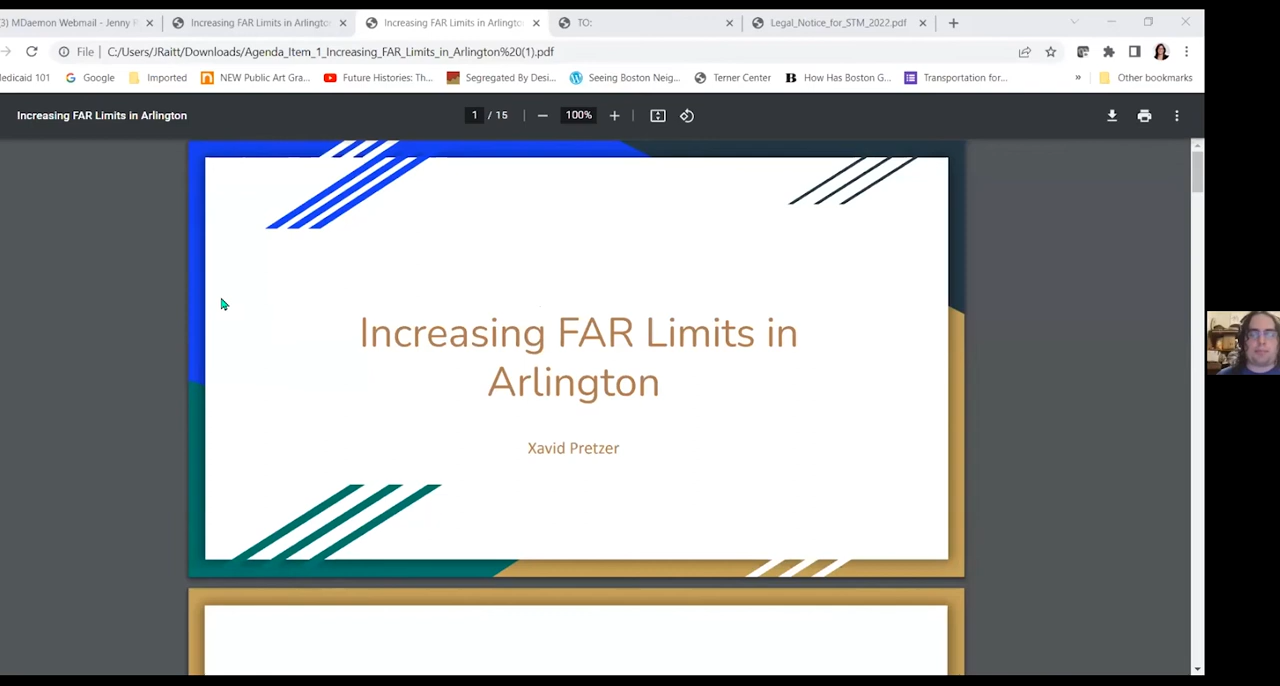 (3) MDaemon Webmail - Jenny
Increasing FAR Limits in Arlington
Increasing FAR Limits in Arlington
TO:
Legal_Notice_for_STM_2022.pdf
File
C:/Users/JRaitt/Downloads/Agenda_Item_1_Increasing_FAR_Limits_in_Arlington%20(1).pdf
edicaid 101
Google
Imported
NEW Public Art Gra...
Future Histories: Th...
Segregated By Desi...
Seeing Boston Neig...
Terner Center
B
How Has Boston G...
Transportation for...
»
Other bookmarks
Increasing FAR Limits in Arlington
1 / 15
100%
Increasing FAR Limits in
Arlington
Xavid Pretzer